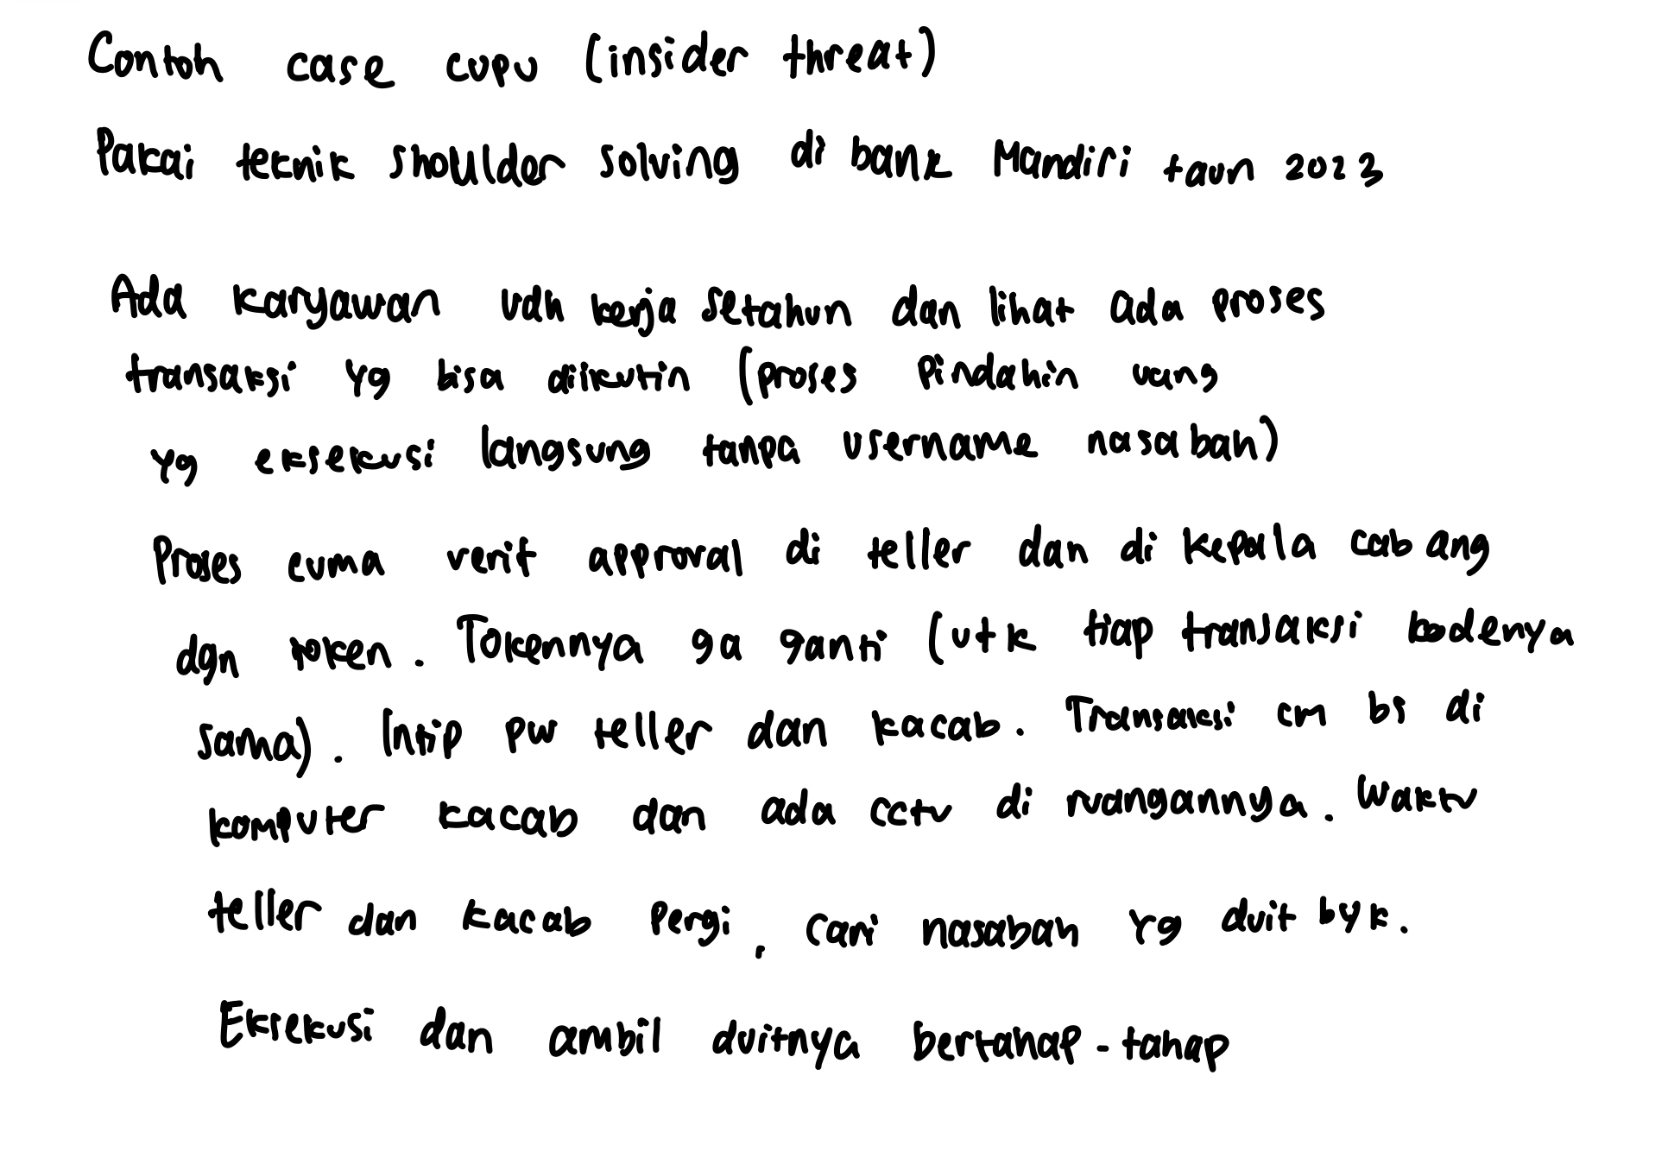 Contoh case cupu (insider threat)
Pakai teknik shoulder solving di bank Mandiri taun 2023
Ada karyawan udh kerja setahun dan lihat ada proses
transaksi yg bisa diikutin (proses pindahin uang
yg eksekusi langsung tanpa username nasabah)
Proses cuma verif approval di teller dan di kepala cabang
dgn token. Tokennya ga ganti (utk tiap transaksi kodenya
sama). Intip pw teller dan kacab. Transaksi cm bs di
komputer kacab dan ada cctv di ruangannya. Waktu
teller dan kacab pergi, cari nasabah yg duit byk.
Eksekusi dan ambil duitnya bertahap-tahap